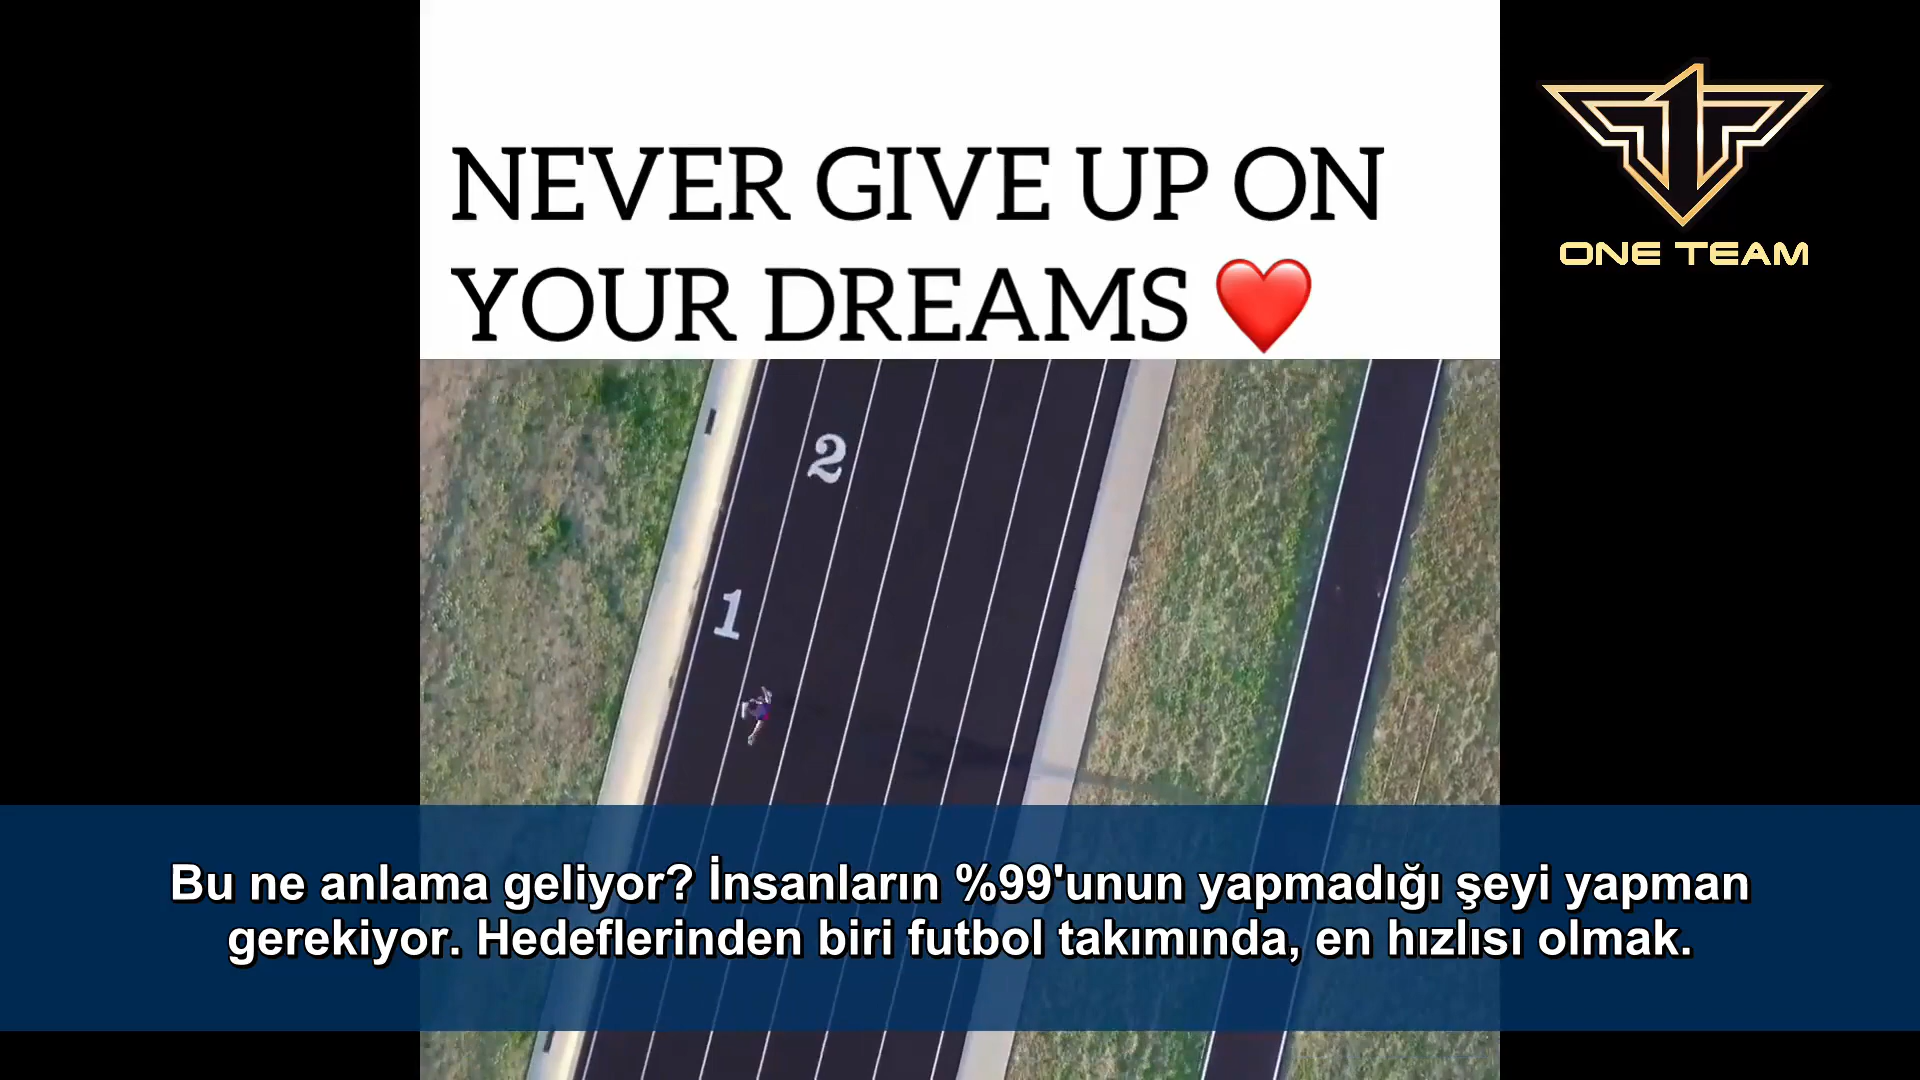 NEVER GIVE UP ON
YOUR DREAMS ❤️
ONE TEAM
2
1
Bu ne anlama geliyor? İnsanların %99'unun yapmadığı şeyi yapman
gerekiyor. Hedeflerinden biri futbol takımında, en hızlısı olmak.